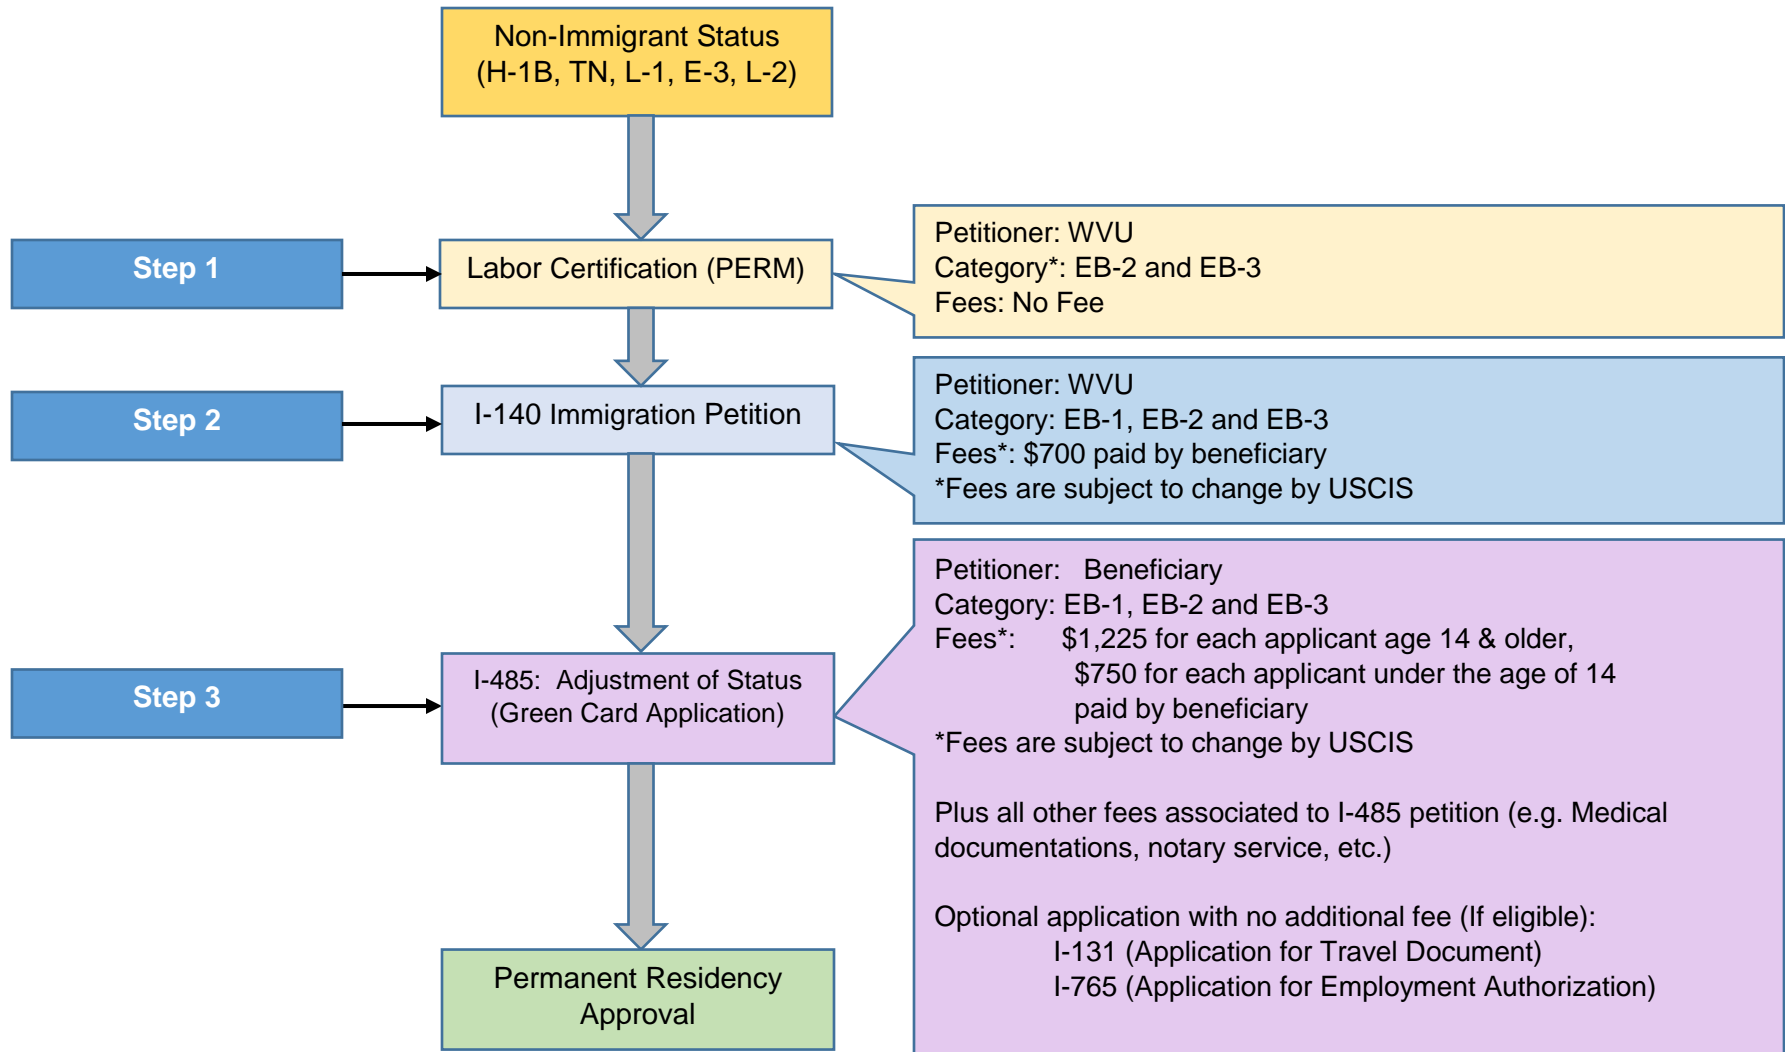 Non-Immigrant Status
(H-1B, TN, L-1, E-3, L-2)
Step 1
Labor Certification (PERM)
Petitioner: WVU
Category*: EB-2 and EB-3
Fees: No Fee
Step 2
I-140 Immigration Petition
Petitioner: WVU
Category: EB-1, EB-2 and EB-3
Fees*: $700 paid by beneficiary
*Fees are subject to change by USCIS
Step 3
I-485: Adjustment of Status
(Green Card Application)
Petitioner: Beneficiary
Category: EB-1, EB-2 and EB-3
Fees*: $1,225 for each applicant age 14 & older,
$750 for each applicant under the age of 14
paid by beneficiary
*Fees are subject to change by USCIS
Plus all other fees associated to I-485 petition (e.g. Medical
documentations, notary service, etc.)
Optional application with no additional fee (If eligible):
I-131 (Application for Travel Document)
I-765 (Application for Employment Authorization)
Permanent Residency
Approval